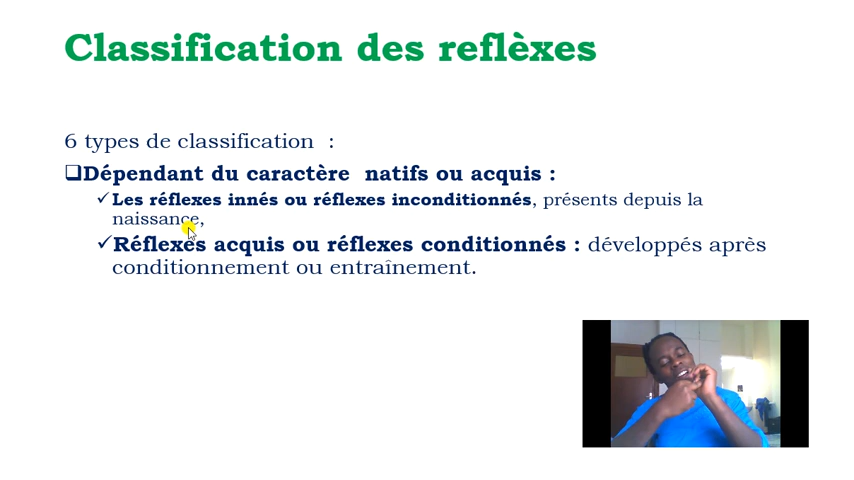 Classification des reflèxes
6 types de classification  :
Dépendant du caractère  natifs ou acquis :
Les réflexes innés ou réflexes inconditionnés, présents depuis la
naissance,
Réflexes acquis ou réflexes conditionnés : développés après
conditionnement ou entraînement.